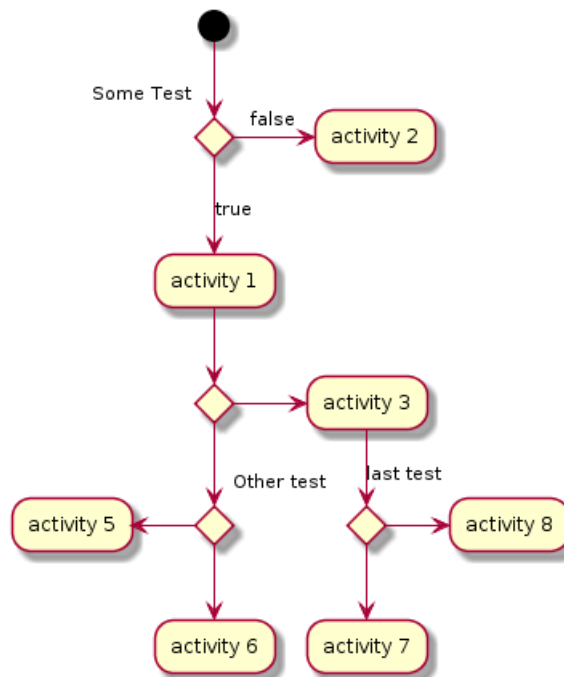 Some Test
false
activity 2
true
activity 1
activity 3
Other test
last test
activity 5
activity 8
activity 6
activity 7